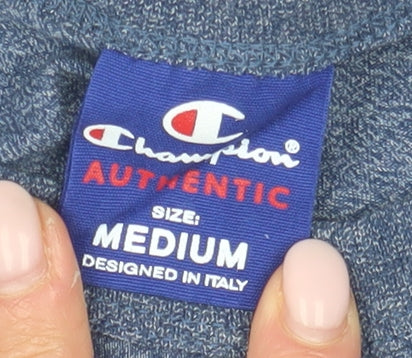 Champion®
AUTHENTIC
SIZE:
MEDIUM
DESIGNED IN ITALY